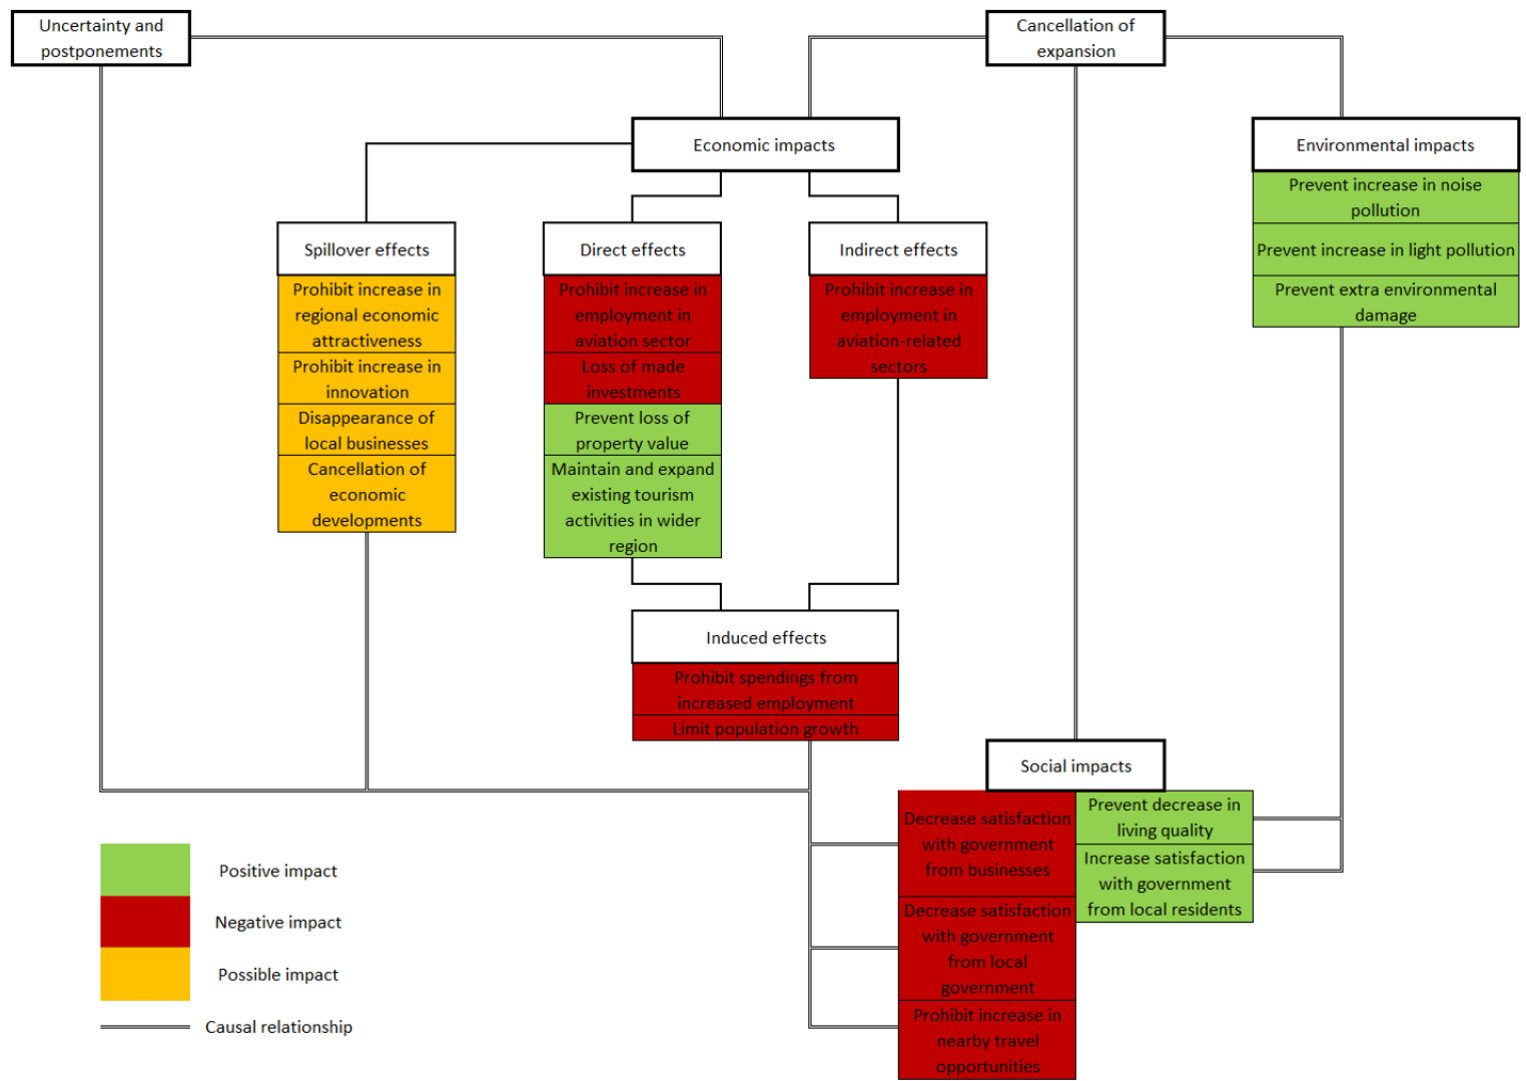 Uncertainty and
postponements
Cancellation of
expansion
Economic impacts
Environmental impacts
Prevent increase in noise
pollution
Prevent increase in light pollution
Prevent extra environmental
damage
Spillover effects
Prohibit increase in
regional economic
attractiveness
Prohibit increase in
innovation
Disappearance of
local businesses
Cancellation of
economic
developments
Direct effects
Prohibit increase in
employment in
aviation sector
Loss of made
investments
Prevent loss of
property value
Maintain and expand
existing tourism
activities in wider
region
Indirect effects
Prohibit increase in
employment in
aviation-related
sectors
Induced effects
Prohibit spendings from
increased employment
Limit population growth
Social impacts
Decrease satisfaction
with government
from businesses
Decrease satisfaction
with government
from local
government
Prohibit increase in
nearby travel
opportunities
Prevent decrease in
living quality
Increase satisfaction
with government
from local residents
Positive impact
Negative impact
Possible impact
Causal relationship